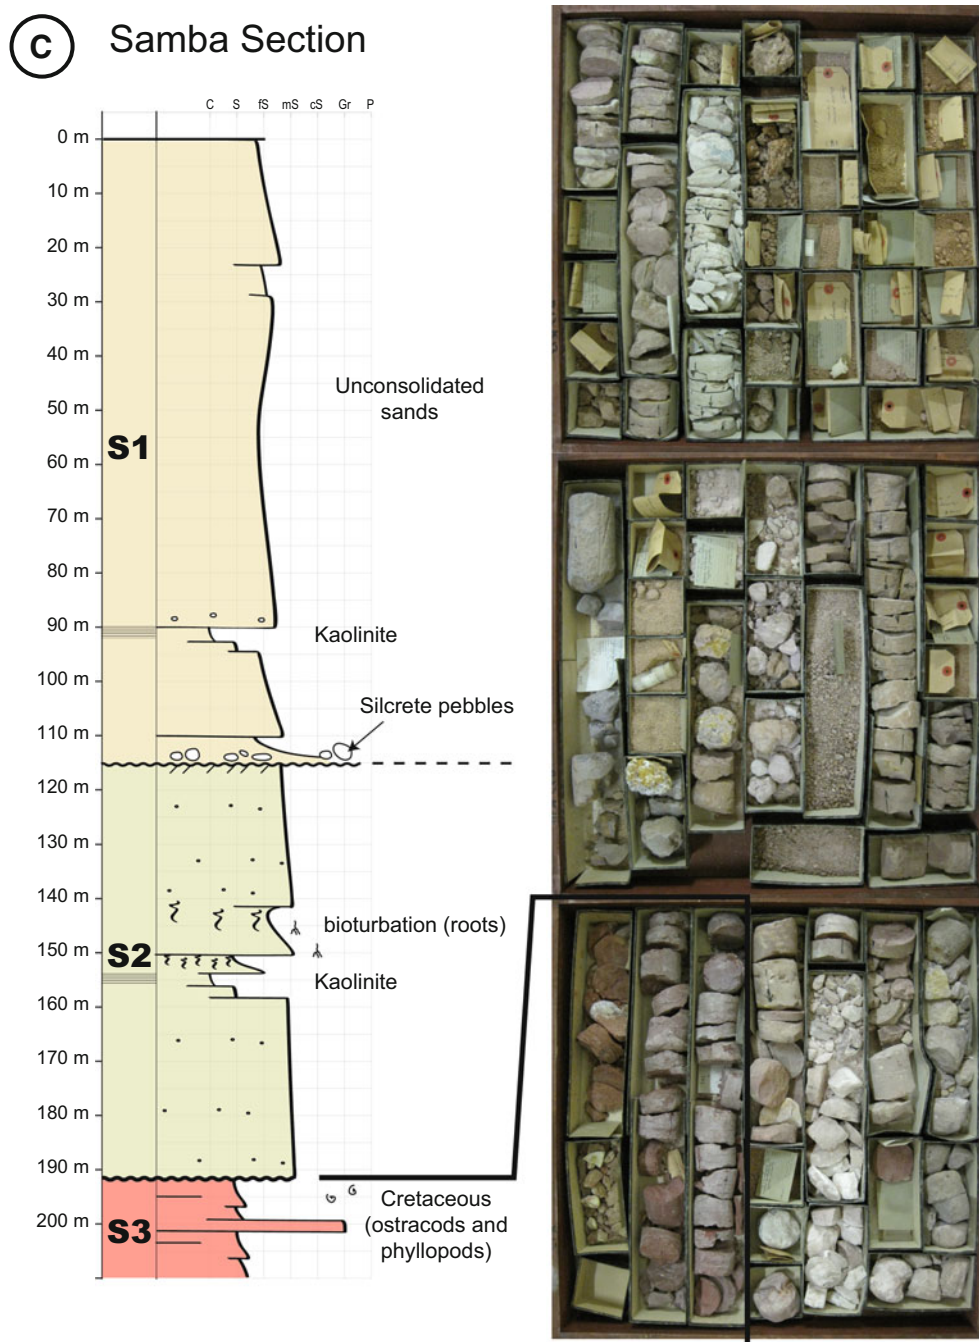 C Samba Section
C S fS mS cS Gr P
0 m
10 m
20 m
30 m
40 m
Unconsolidated
sands
50 m
S1
60 m
70 m
80 m
90 m
Kaolinite
100 m
Silcrete pebbles
110 m
120 m
130 m
140 m
bioturbation (roots)
150 m
S2
Kaolinite
160 m
170 m
180 m
190 m
Cretaceous
(ostracods and
phyllopods)
200 m
S3